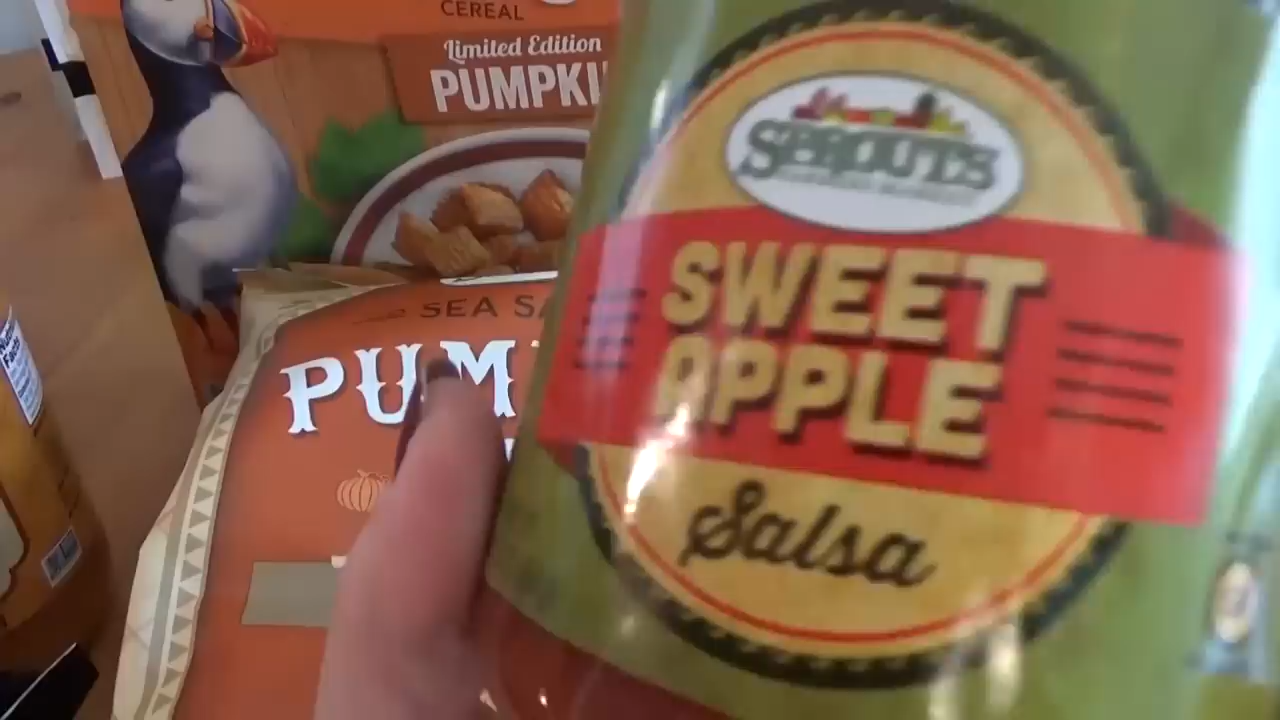 CEREAL
Limited Edition
PUMPKI
SEA SA
PUM
SPROUTS
SWEET
APPLE
Salsa